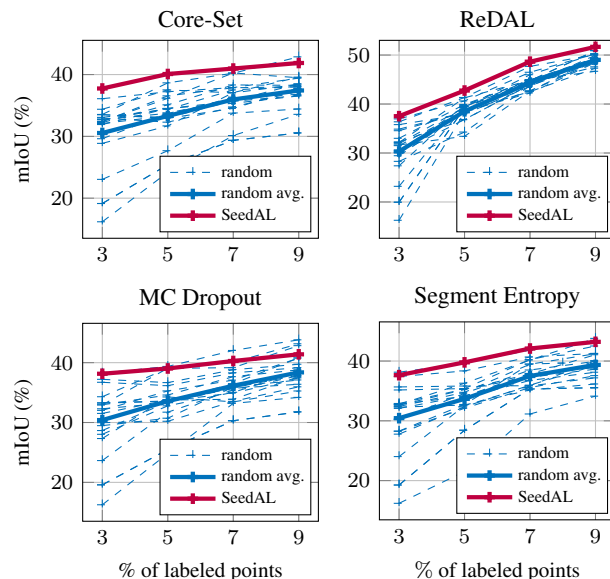 Core-Set
ReDAL
mIoU (%)
40
30
20
50
40
30
20
random
random avg.
SeedAL
random
random avg.
SeedAL
3 5 7 9
3 5 7 9
MC Dropout
Segment Entropy
mIoU (%)
40
30
20
40
30
20
random
random avg.
SeedAL
random
random avg.
SeedAL
3 5 7 9
3 5 7 9
% of labeled points
% of labeled points